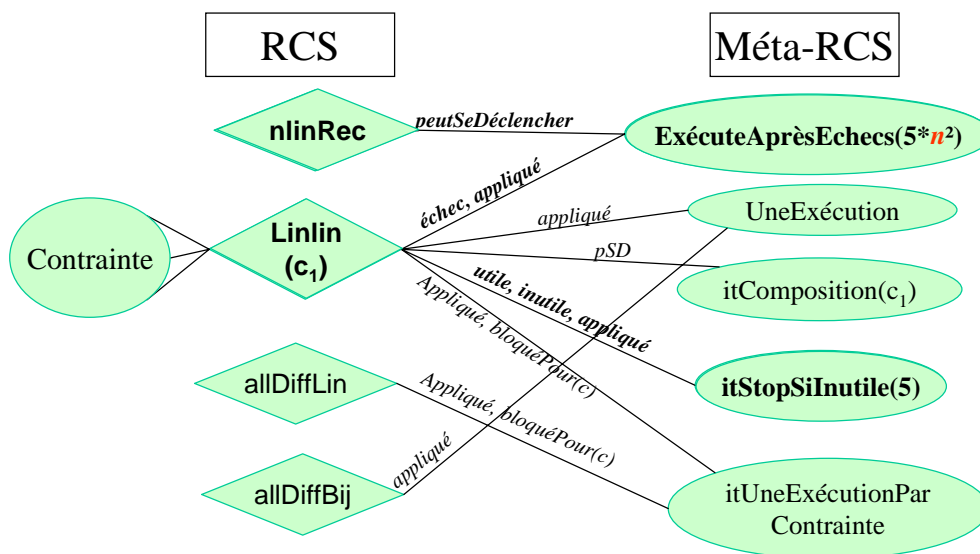 RCS
Méta-RCS
nlinRec
peutSeDéclencher
ExécuteAprèsEchecs(5*n²)
échec, appliqué
Contrainte
Linlin
(c₁)
appliqué
UneExécution
pSD
itComposition(c₁)
utile, inutile, appliqué
Appliqué, bloquéPour(c)
allDiffLin
Appliqué, bloquéPour(c)
itStopSiInutile(5)
allDiffBij
appliqué
itUneExécutionPar
Contrainte